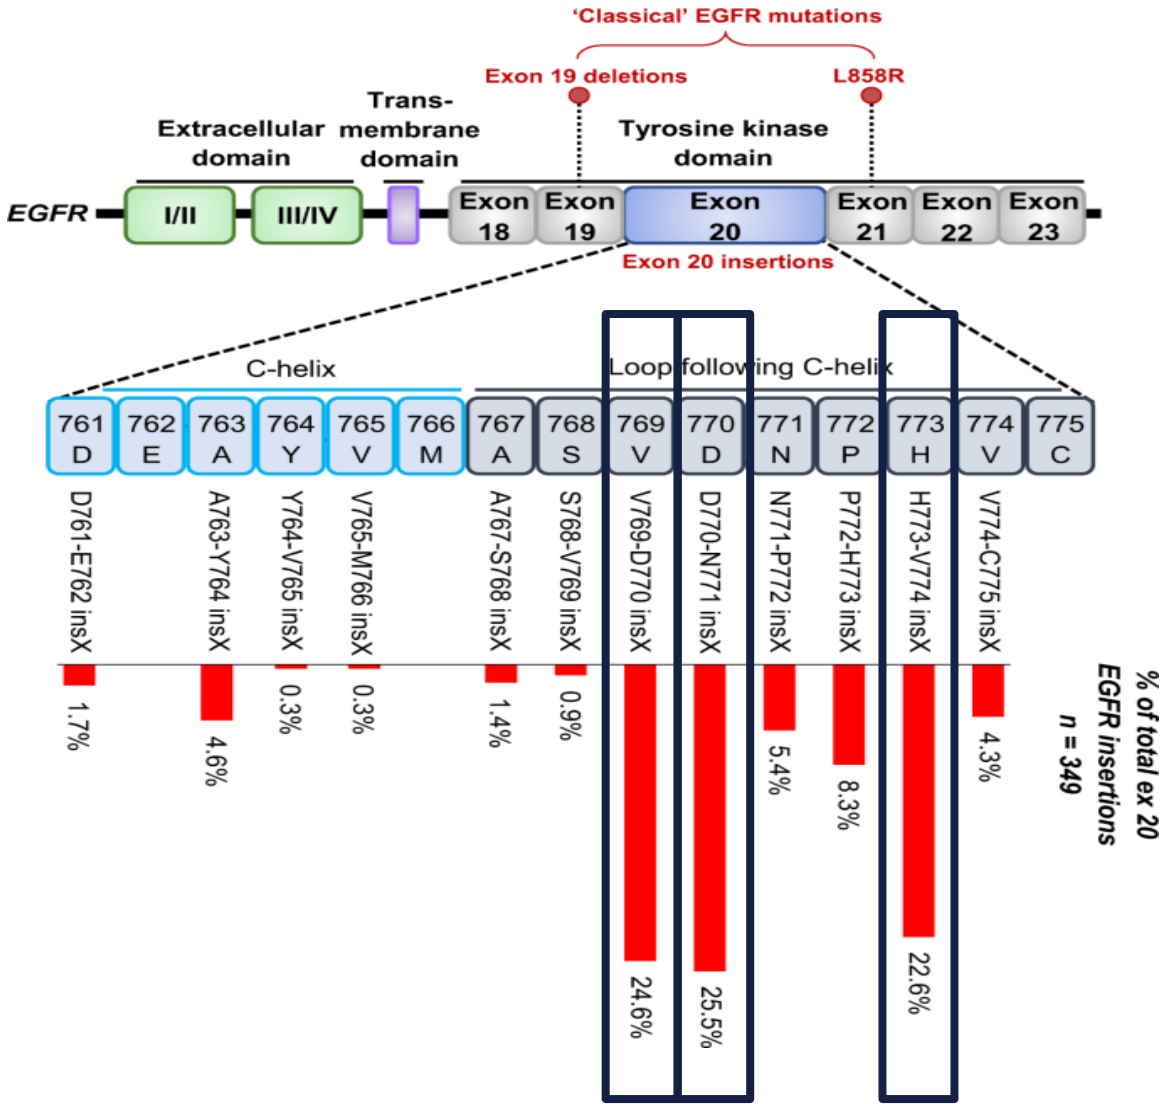 ‘Classical’ EGFR mutations
Exon 19 deletions
L858R
Extracellular
domain
Trans-
membrane
domain
Tyrosine kinase
domain
EGFR
I/II
III/IV
Exon
18
Exon
19
Exon
20
Exon
21
Exon
22
Exon
23
Exon 20 insertions
C-helix
Loop following C-helix
761
D
762
E
763
A
764
Y
765
V
766
M
767
A
768
S
769
V
770
D
771
N
772
P
773
H
774
V
775
C
D761-E762 insX
A763-Y764 insX
Y764-V765 insX
V765-M766 insX
A767-S768 insX
S768-V769 insX
V769-D770 insX
D770-N771 insX
N771-P772 insX
P772-H773 insX
H773-V774 insX
V774-C775 insX
1.7%
4.6%
0.3%
0.3%
1.4%
0.9%
24.6%
25.5%
5.4%
8.3%
22.6%
4.3%
% of total ex 20
EGFR insertions
n = 349